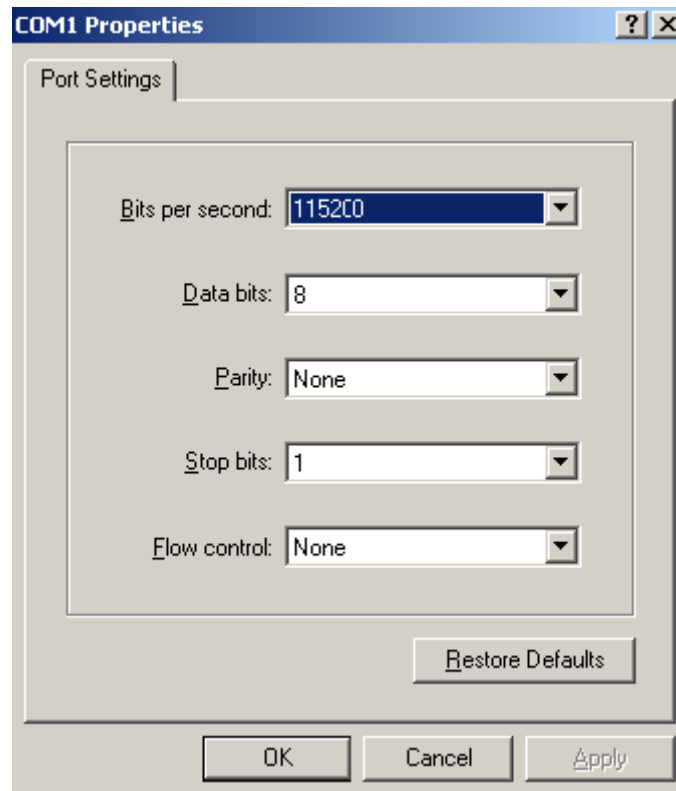 COM1 Properties
Port Settings
Bits per second: 115200
Data bits: 8
Parity: None
Stop bits: 1
Flow control: None
Restore Defaults
OK Cancel Apply